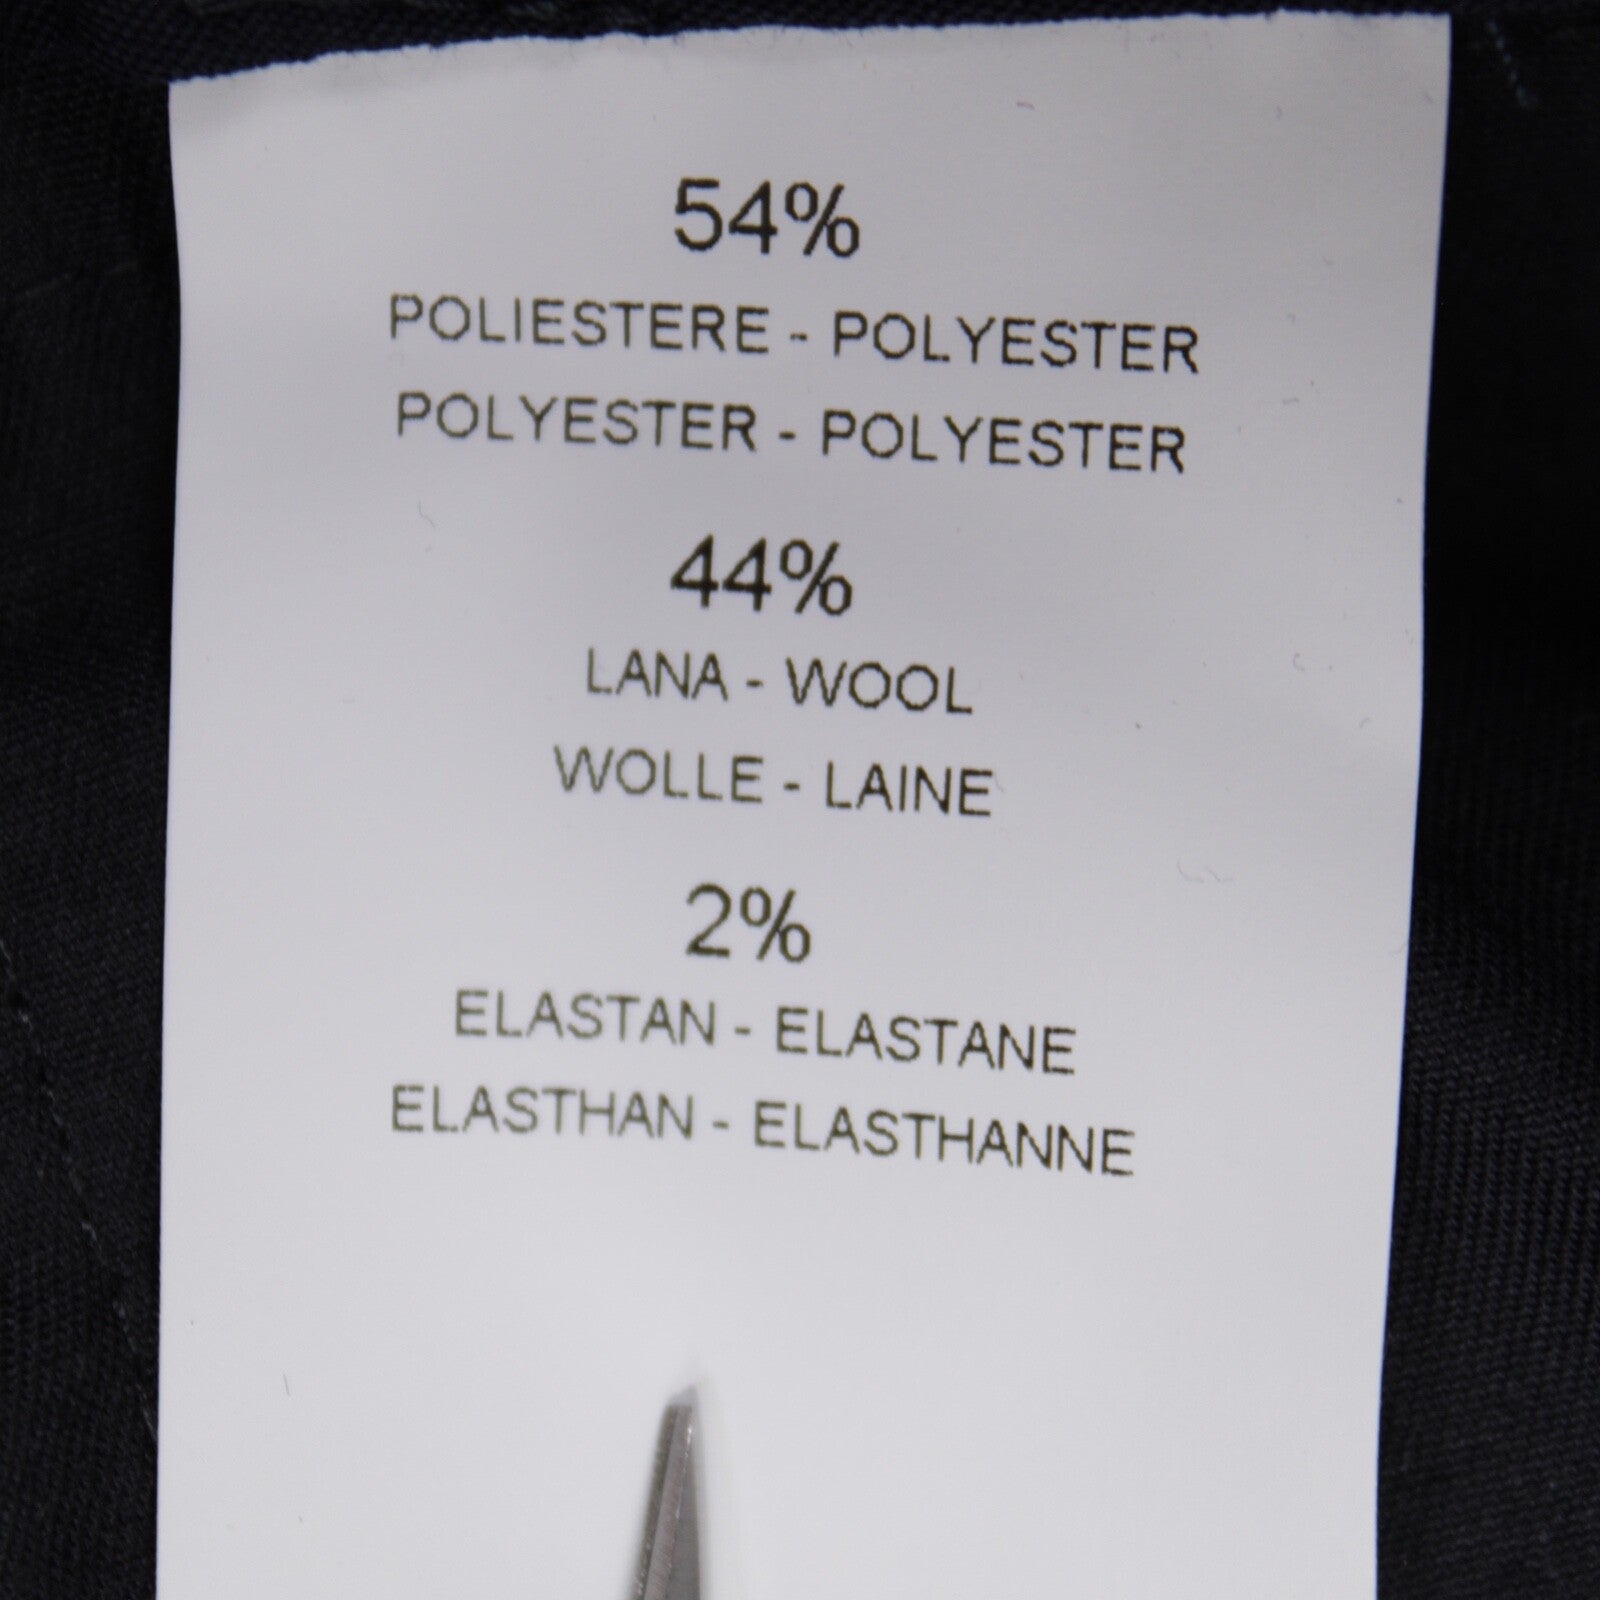 54%
POLIESTERE - POLYESTER
POLYESTER - POLYESTER
44%
LANA - WOOL
WOLLE - LAINE
2%
ELASTAN - ELASTANE
ELASTHAN - ELASTHANNE